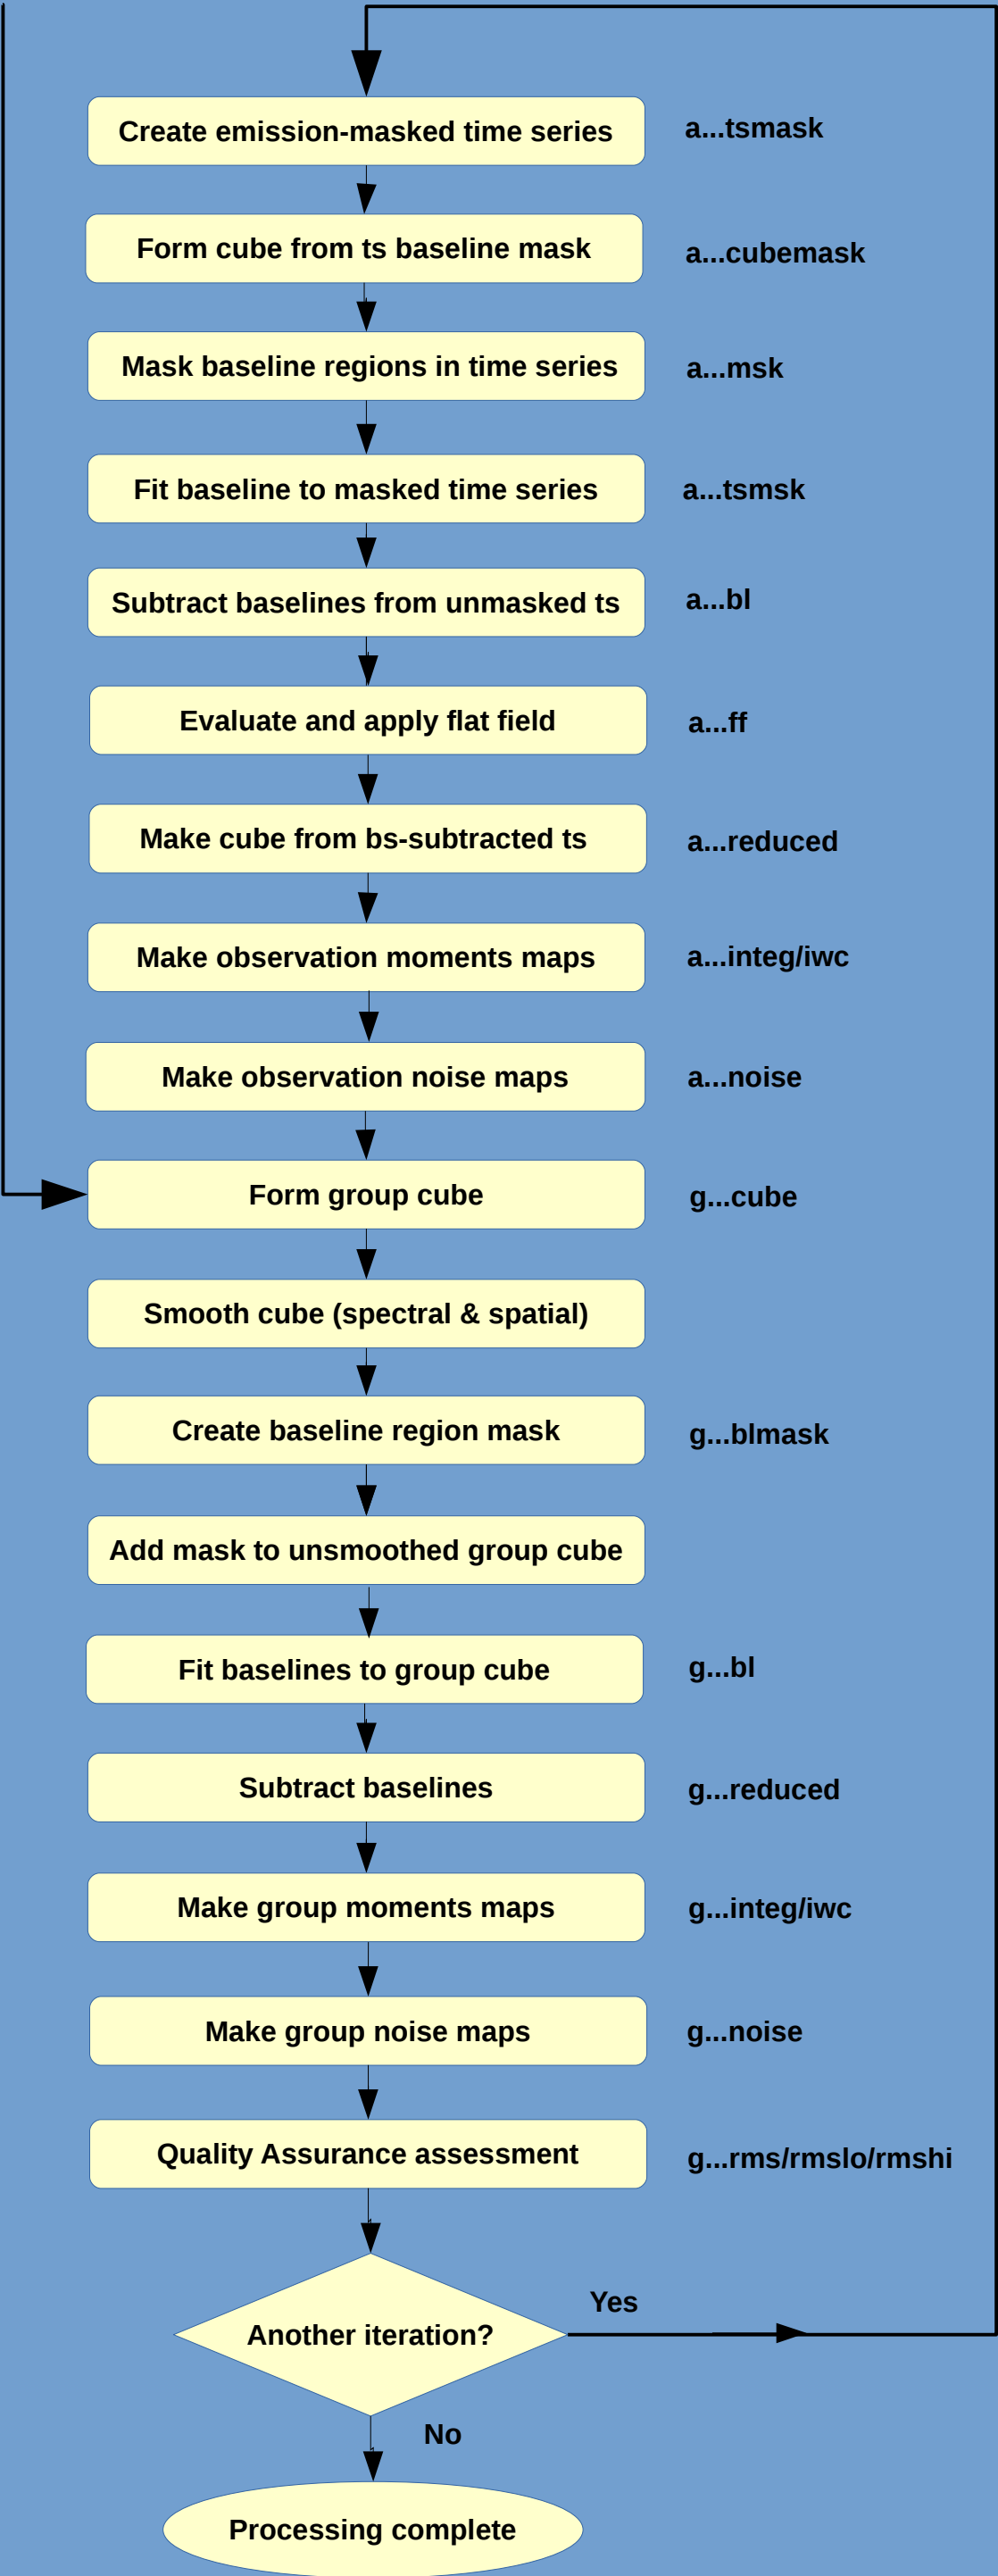 Create emission-masked time series
a...tsmask
Form cube from ts baseline mask
a...cubemask
Mask baseline regions in time series
a...msk
Fit baseline to masked time series
a...tsmsk
Subtract baselines from unmasked ts
a...bl
Evaluate and apply flat field
a...ff
Make cube from bs-subtracted ts
a...reduced
Make observation moments maps
a...integ/iwc
Make observation noise maps
a...noise
Form group cube
g...cube
Smooth cube (spectral & spatial)
Create baseline region mask
g...blmask
Add mask to unsmoothed group cube
Fit baselines to group cube
g...bl
Subtract baselines
g...reduced
Make group moments maps
g...integ/iwc
Make group noise maps
g...noise
Quality Assurance assessment
g...rms/rmslo/rmshi
Another iteration?
Yes
No
Processing complete